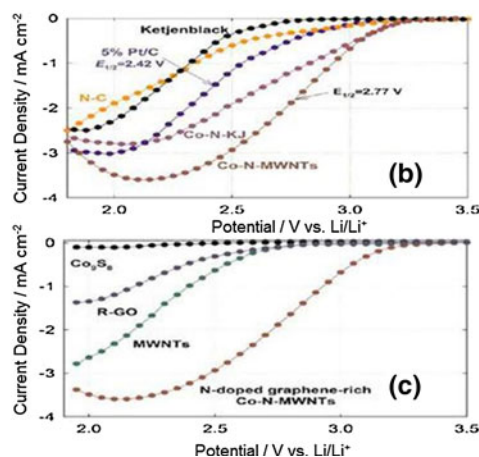 Current Density / mA cm⁻²
0
-1
-2
-3
-4
Ketjenblack
5% Pt/C
E₁/₂=2.42 V
E₁/₂=2.77 V
N-C
Co-N-KJ
Co-N-MWNTs
(b)
2.0 2.5 3.0 3.5
Potential / V vs. Li/Li⁺
Current Density / mA cm⁻²
0
-1
-2
-3
-4
Co₉S₈
R-GO
MWNTs
N-doped graphene-rich
Co-N-MWNTs
(c)
2.0 2.5 3.0 3.5
Potential / V vs. Li/Li⁺